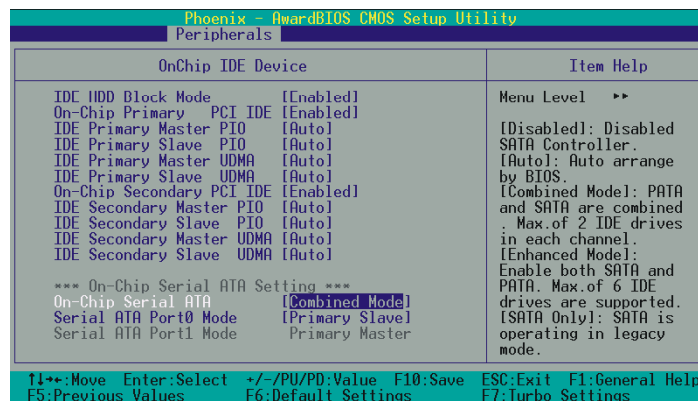 Phoenix - AwardBIOS CMOS Setup Utility
Peripherals
OnChip IDE Device
IDE HDD Block Mode [Enabled]
On-Chip Primary PCI IDE [Enabled]
IDE Primary Master PIO [Auto]
IDE Primary Slave PIO [Auto]
IDE Primary Master UDMA [Auto]
IDE Primary Slave UDMA [Auto]
On-Chip Secondary PCI IDE [Enabled]
IDE Secondary Master PIO [Auto]
IDE Secondary Slave PIO [Auto]
IDE Secondary Master UDMA [Auto]
IDE Secondary Slave UDMA [Auto]
*** On-Chip Serial ATA Setting ***
On-Chip Serial ATA [Combined Mode]
Serial ATA Port0 Mode [Primary Slave]
Serial ATA Port1 Mode Primary Master
Item Help
Menu Level ▸▸
[Disabled]: Disabled
SATA Controller.
[Auto]: Auto arrange
by BIOS.
[Combined Mode]: PATA
and SATA are combined
. Max.of 2 IDE drives
in each channel.
[Enhanced Mode]:
Enable both SATA and
PATA. Max.of 6 IDE
drives are supported.
[SATA Only]: SATA is
operating in legacy
mode.
↑↓→←:Move Enter:Select +/-/PU/PD:Value F10:Save ESC:Exit F1:General Help
F5:Previous Values F6:Default Settings F7:Turbo Settings